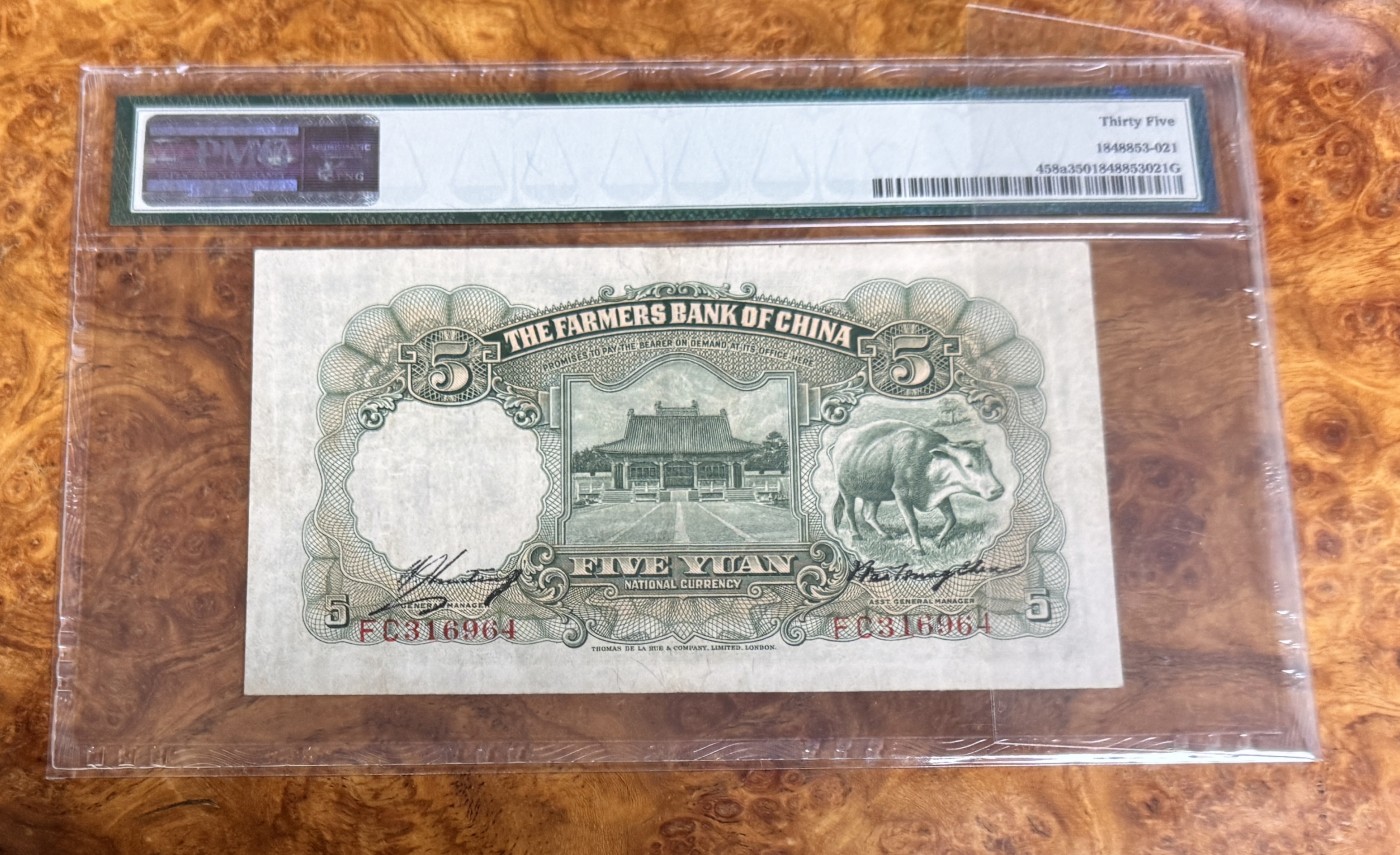 PMG
Thirty Five
1848853-021
458a3501848853021G
THE FARMERS BANK OF CHINA
PROMISES TO PAY THE BEARER ON DEMAND AT ITS OFFICE HERE
5
5
FIVE YUAN
NATIONAL CURRENCY
GENERAL MANAGER
ASST. GENERAL MANAGER
5
5
FC316964
FC316964
THOMAS DE LA RUE & COMPANY, LIMITED. LONDON.